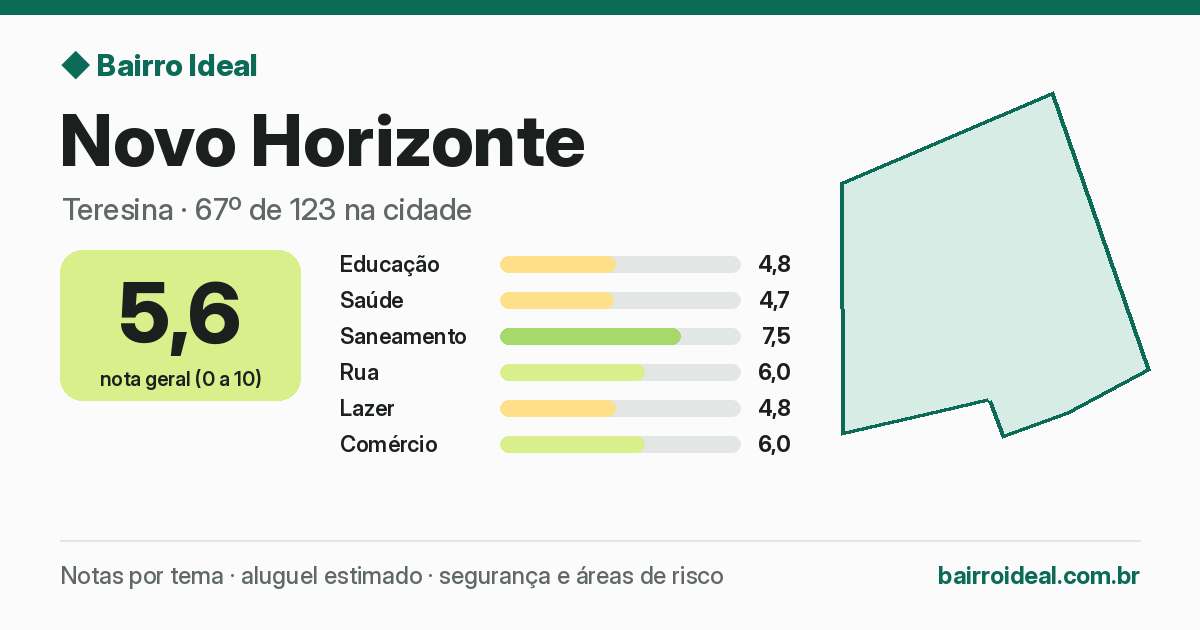 Bairro Ideal
Novo Horizonte
Teresina · 67º de 123 na cidade
5,6
nota geral (0 a 10)
Educação 4,8
Saúde 4,7
Saneamento 7,5
Rua 6,0
Lazer 4,8
Comércio 6,0
Notas por tema · aluguel estimado · segurança e áreas de risco
bairroideal.com.br